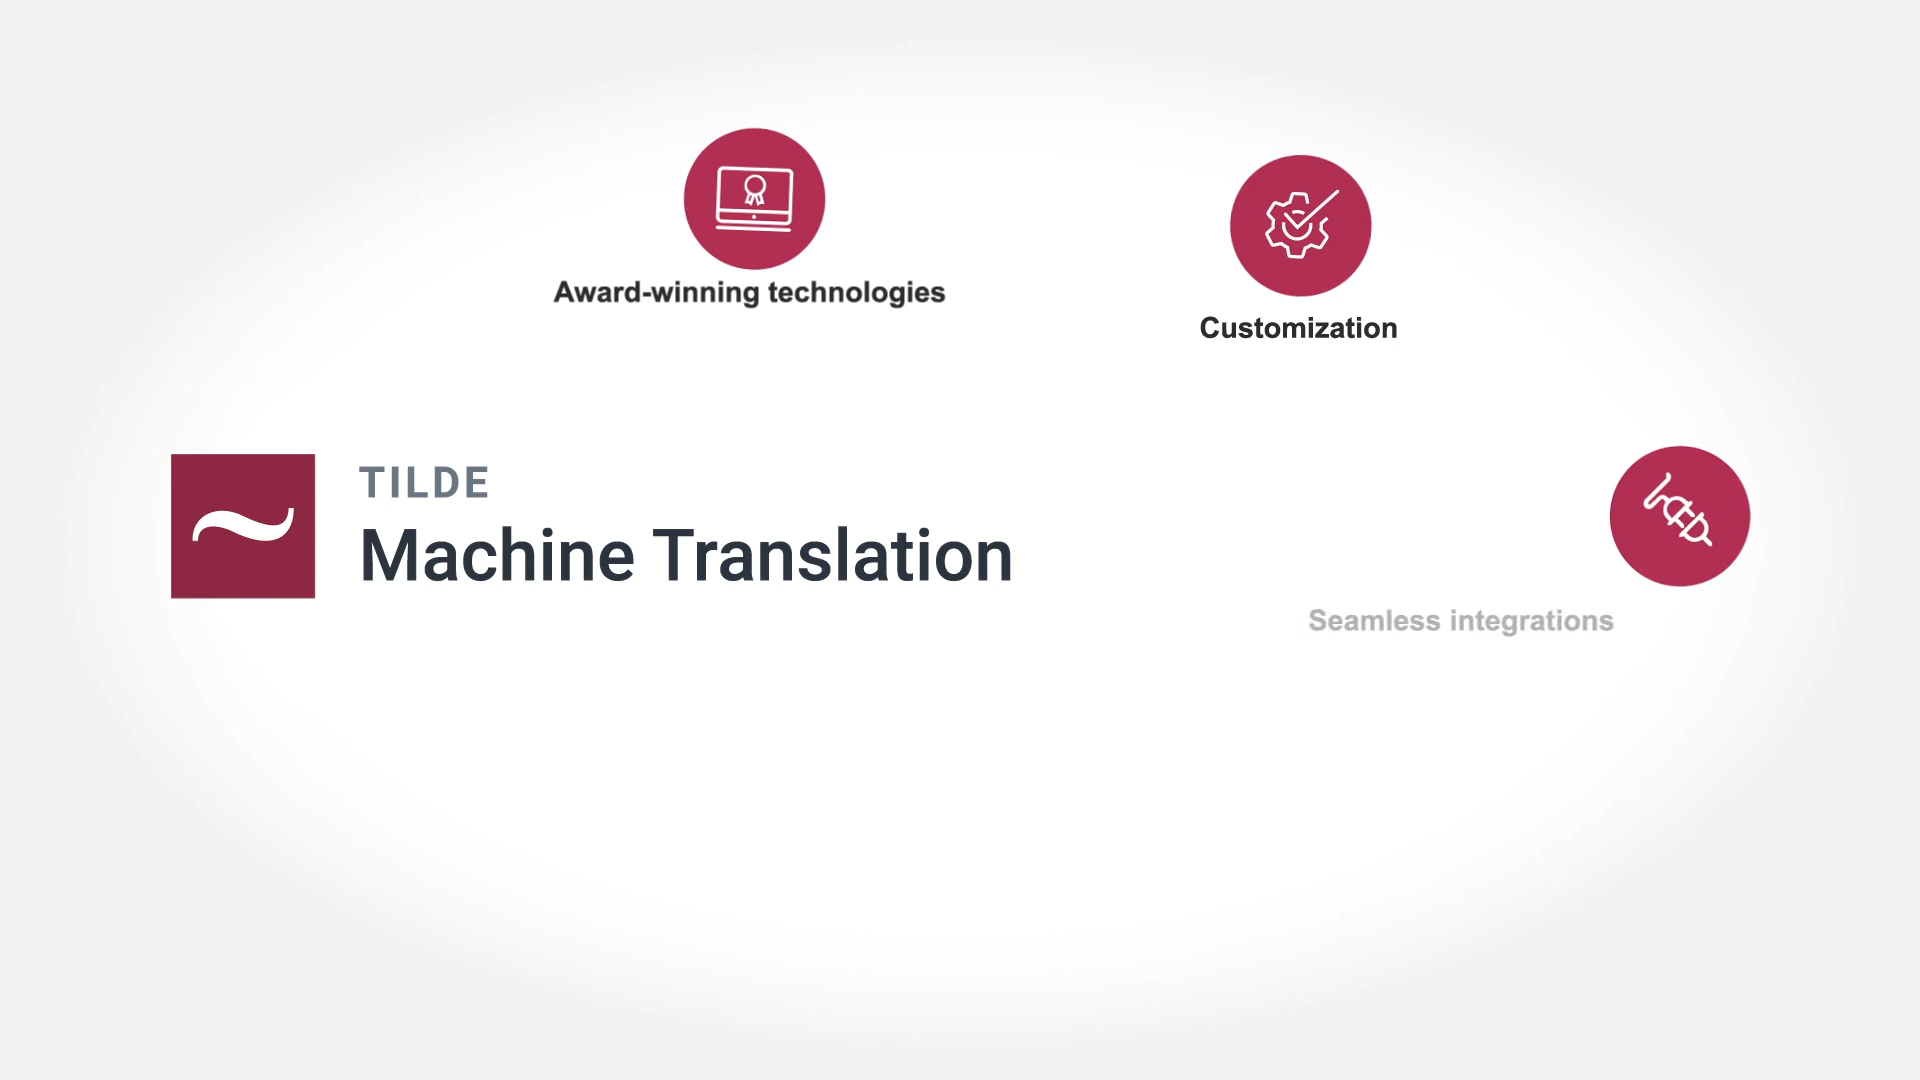 Award-winning technologies
Customization
TILDE
Machine Translation
Seamless integrations